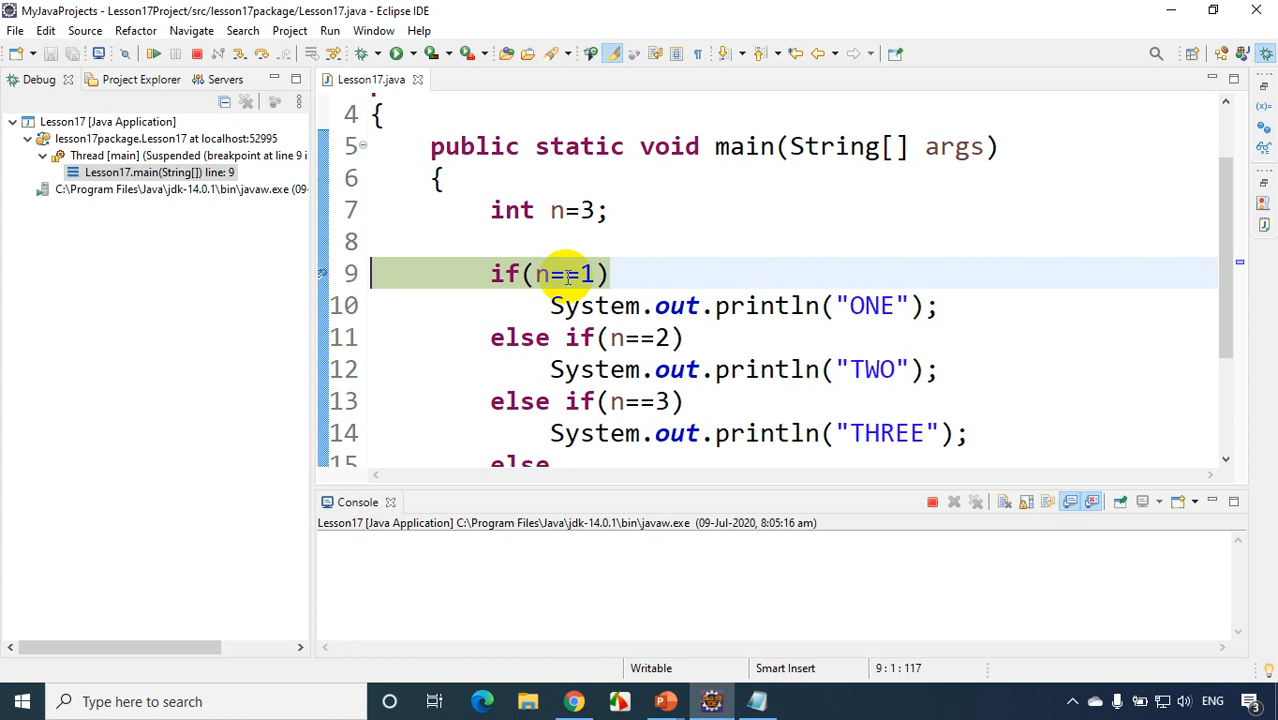 MyJavaProjects - Lesson17Project/src/lesson17package/Lesson17.java - Eclipse IDE
File Edit Source Refactor Navigate Search Project Run Window Help
Debug Project Explorer Servers
Lesson17 [Java Application]
lesson17package.Lesson17 at localhost:52995
Thread [main] (Suspended (breakpoint at line 9 i
Lesson17.main(String[]) line: 9
C:\Program Files\Java\jdk-14.0.1\bin\javaw.exe (09-
Lesson17.java
4 {
5 public static void main(String[] args)
6 {
7 int n=3;
8
9 if(n==1)
10 System.out.println("ONE");
11 else if(n==2)
12 System.out.println("TWO");
13 else if(n==3)
14 System.out.println("THREE");
15 else
Console
Lesson17 [Java Application] C:\Program Files\Java\jdk-14.0.1\bin\javaw.exe (09-Jul-2020, 8:05:16 am)
Writable Smart Insert 9 : 1 : 117
Type here to search
ENG
3